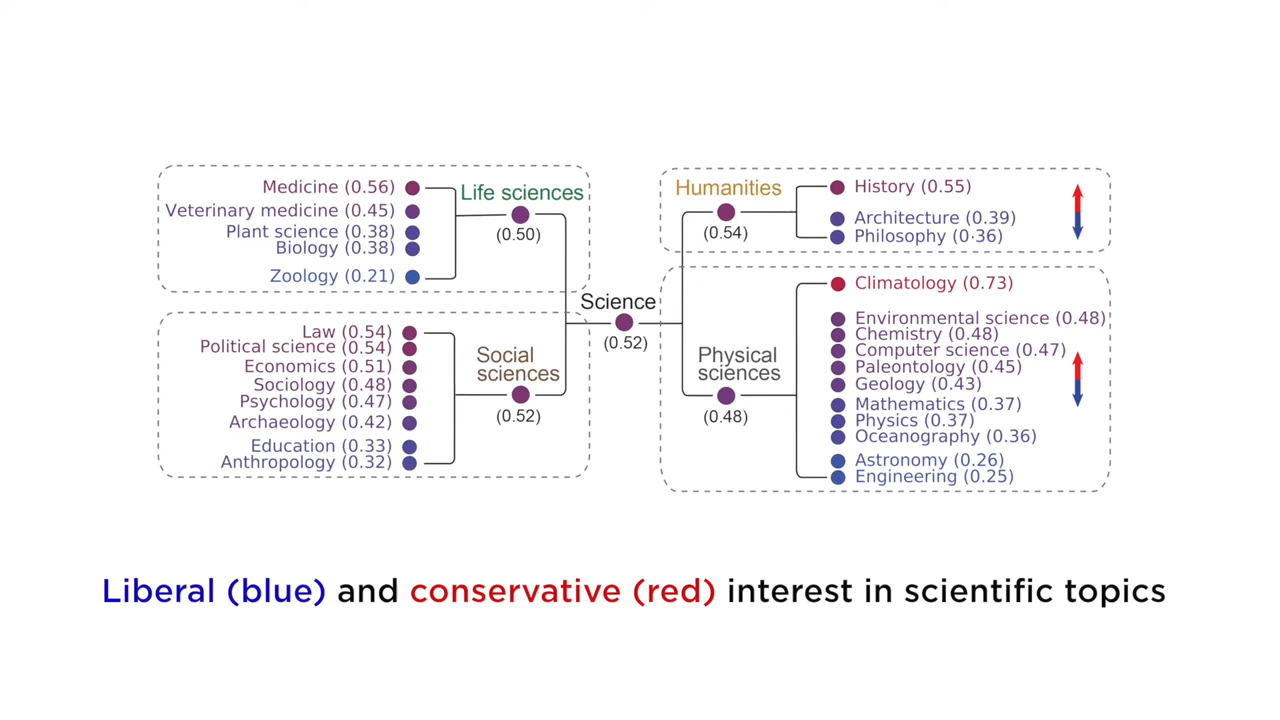 Medicine (0.56)
Veterinary medicine (0.45)
Plant science (0.38)
Biology (0.38)
Zoology (0.21)
Life sciences
(0.50)
Law (0.54)
Political science (0.54)
Economics (0.51)
Sociology (0.48)
Psychology (0.47)
Archaeology (0.42)
Education (0.33)
Anthropology (0.32)
Social
sciences
(0.52)
Science
(0.52)
Humanities
(0.54)
History (0.55)
Architecture (0.39)
Philosophy (0·36)
Physical
sciences
(0.48)
Climatology (0.73)
Environmental science (0.48)
Chemistry (0.48)
Computer science (0.47)
Paleontology (0.45)
Geology (0.43)
Mathematics (0.37)
Physics (0.37)
Oceanography (0.36)
Astronomy (0.26)
Engineering (0.25)
Liberal (blue) and conservative (red) interest in scientific topics